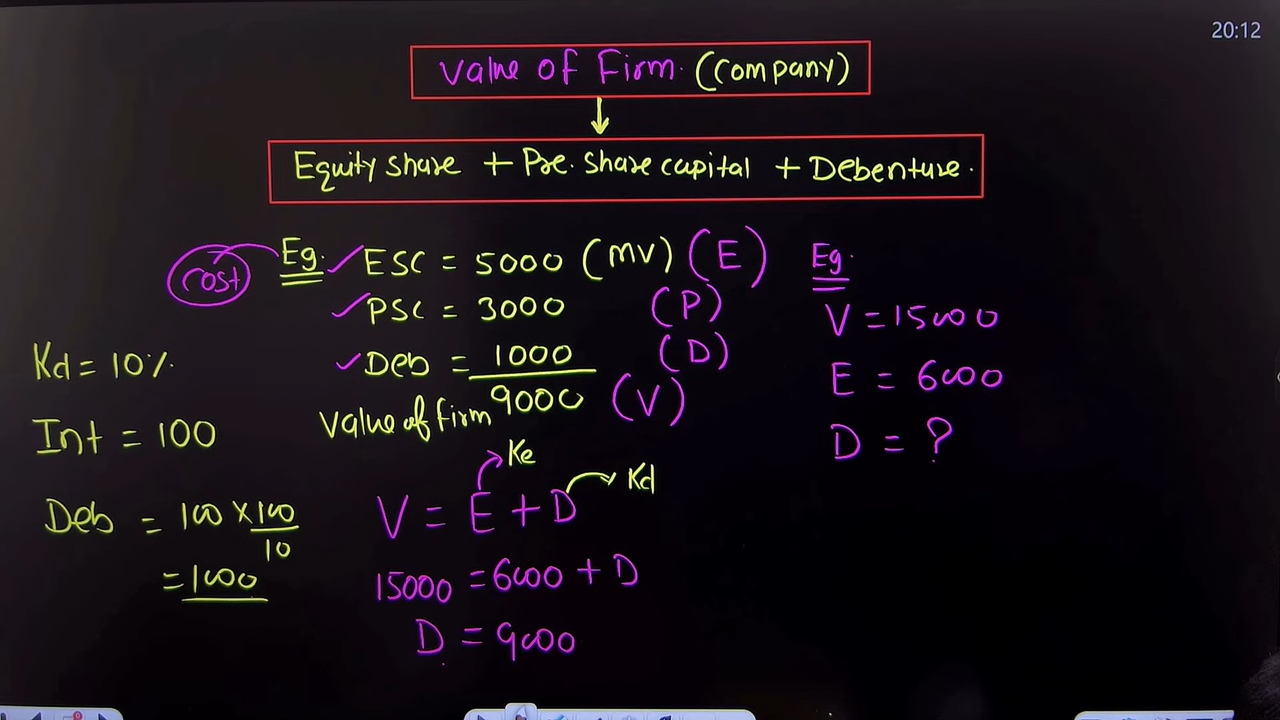 20:12
Value of Firm. (Company)
Equity share + Pre. Share capital + Debenture.
cost
Eg. ESC = 5000 (MV) (E)
PSC = 3000 (P)
Deb = 1000 (D)
Value of firm 9000 (V)
Kd = 10%.
Int = 100
Deb = 100 × 100/10
= 1000
Ke
V = E + D Kd
15000 = 6000 + D
D = 9000
Eg.
V = 15000
E = 6000
D = ?